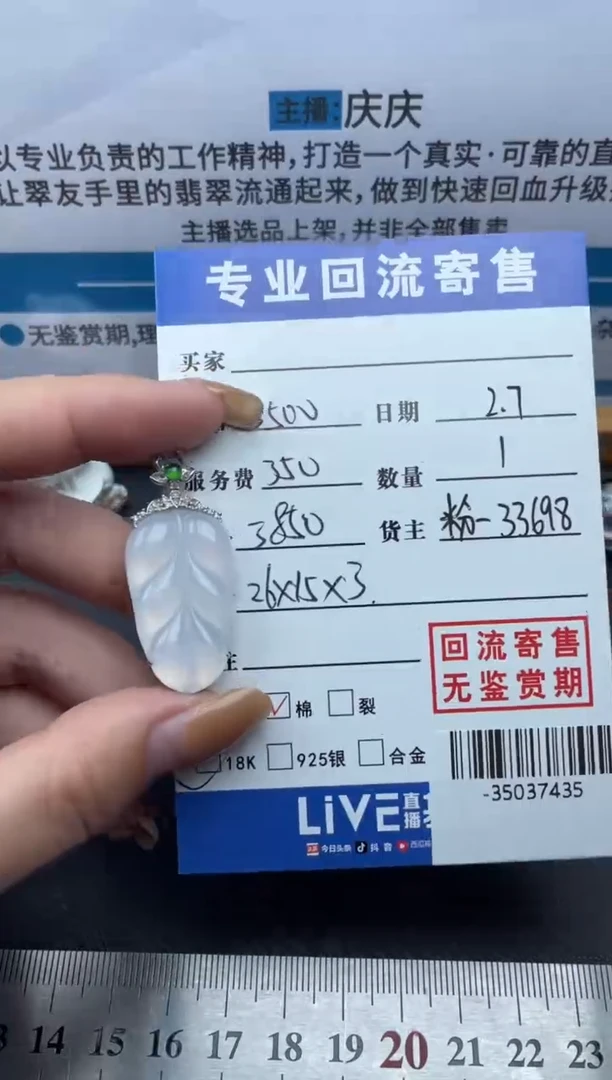 主播:庆庆
以专业负责的工作精神,打造一个真实·可靠的直
让翠友手里的翡翠流通起来,做到快速回血升级
主播选品上架,并非全部售卖
专业回流寄售
无鉴赏期,理
买家
3500 日期 2.7
服务费 350 数量 1
3850 货主 粉-33698
26×15×3
主
回流寄售
无鉴赏期
棉 裂
18K 925银 合金
-35037435
LiVE直播
今日头条 抖音 西瓜
14 15 16 17 18 19 20 21 22 23